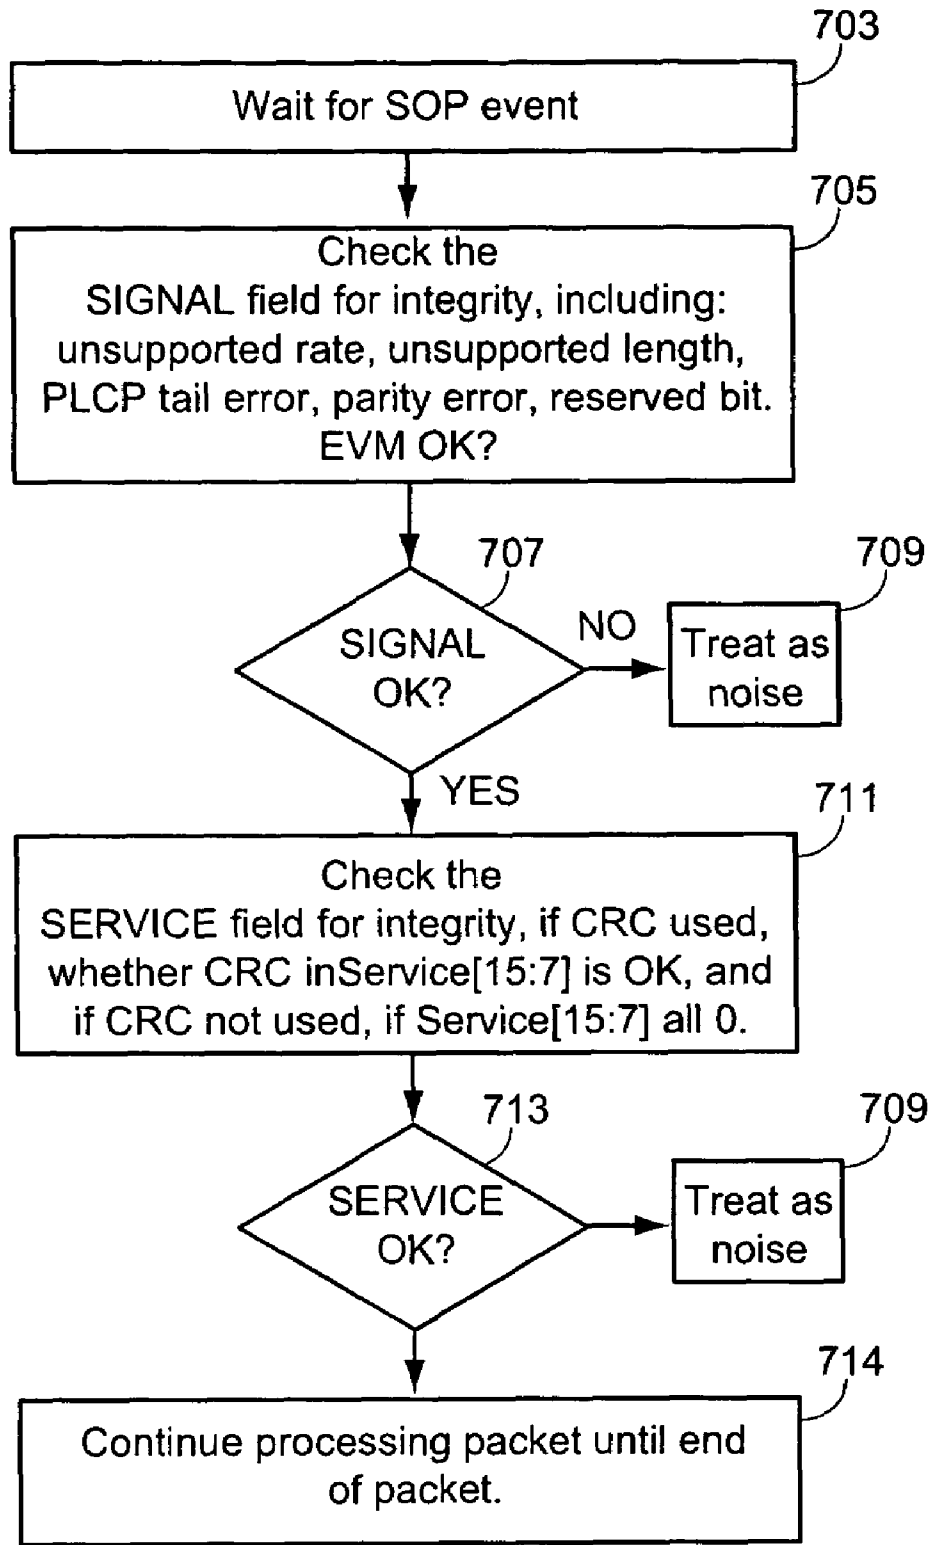 703
Wait for SOP event
705
Check the
SIGNAL field for integrity, including:
unsupported rate, unsupported length,
PLCP tail error, parity error, reserved bit.
EVM OK?
707
709
SIGNAL
OK?
NO
Treat as
noise
YES
711
Check the
SERVICE field for integrity, if CRC used,
whether CRC inService[15:7] is OK, and
if CRC not used, if Service[15:7] all 0.
713
709
SERVICE
OK?
Treat as
noise
714
Continue processing packet until end
of packet.